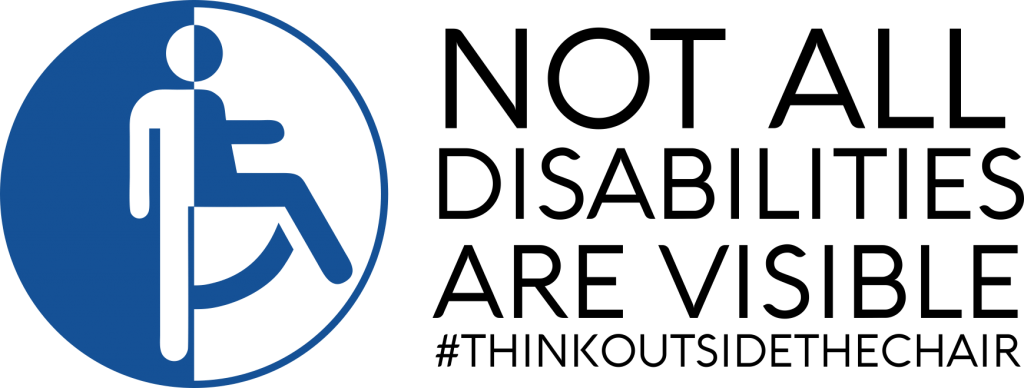 NOT ALL
DISABILITIES
ARE VISIBLE
#THINKOUTSIDETHECHAIR